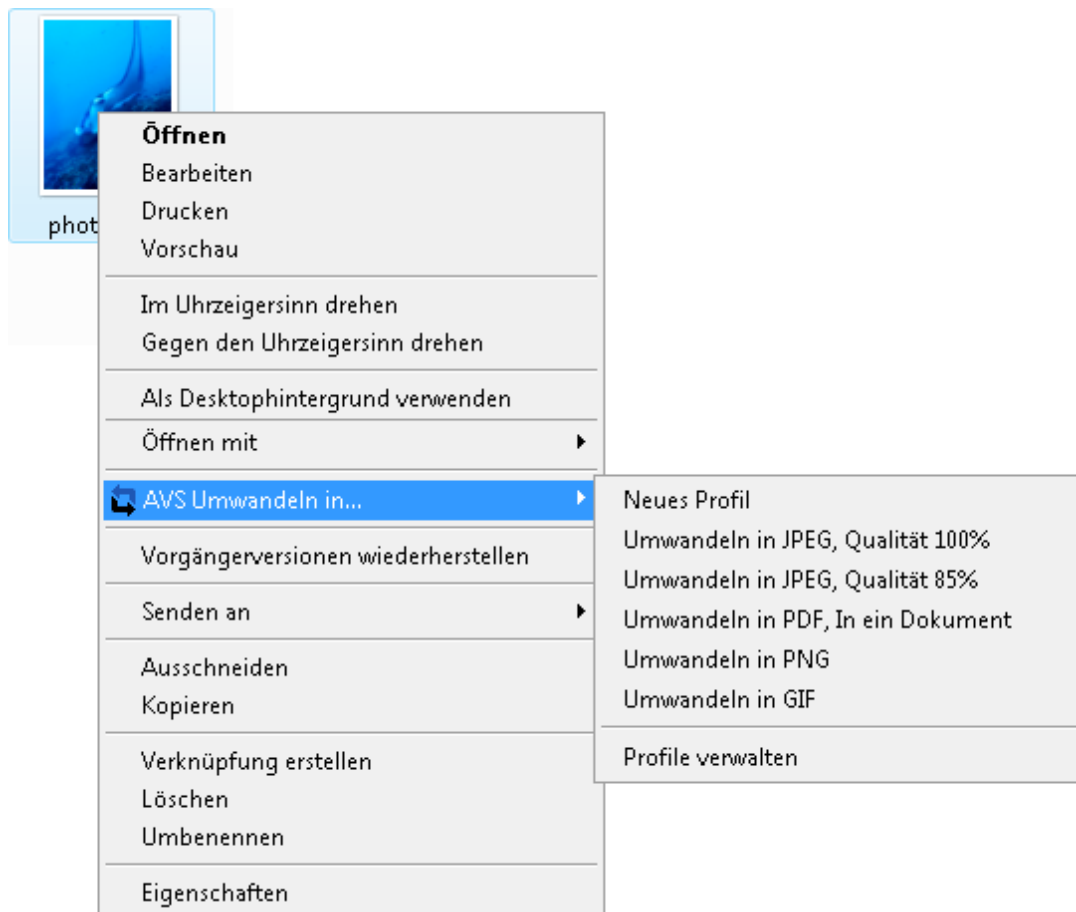 phot
Öffnen
Bearbeiten
Drucken
Vorschau
Im Uhrzeigersinn drehen
Gegen den Uhrzeigersinn drehen
Als Desktophintergrund verwenden
Öffnen mit
AVS Umwandeln in...
Vorgängerversionen wiederherstellen
Senden an
Ausschneiden
Kopieren
Verknüpfung erstellen
Löschen
Umbenennen
Eigenschaften
Neues Profil
Umwandeln in JPEG, Qualität 100%
Umwandeln in JPEG, Qualität 85%
Umwandeln in PDF, In ein Dokument
Umwandeln in PNG
Umwandeln in GIF
Profile verwalten